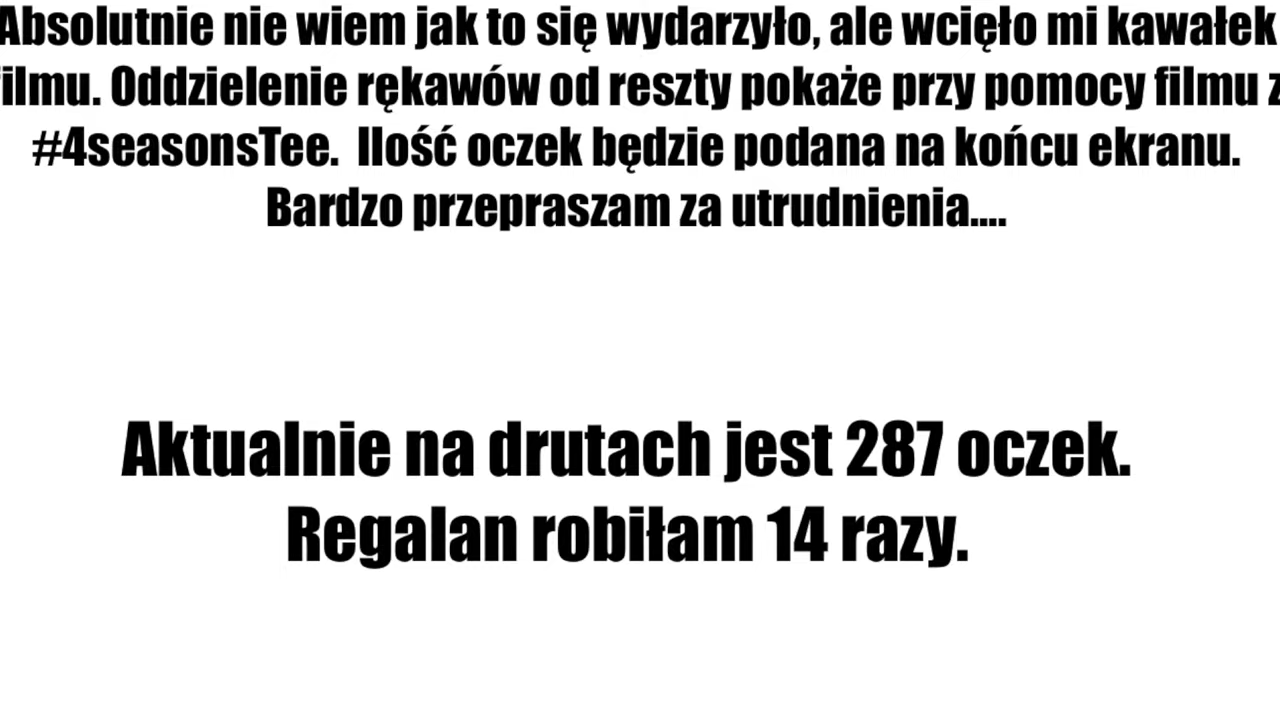 Absolutnie nie wiem jak to się wydarzyło, ale wcięło mi kawałek
filmu. Oddzielenie rękawów od reszty pokaże przy pomocy filmu z
#4seasonsTee. Ilość oczek będzie podana na końcu ekranu.
Bardzo przepraszam za utrudnienia....
Aktualnie na drutach jest 287 oczek.
Regalan robiłam 14 razy.